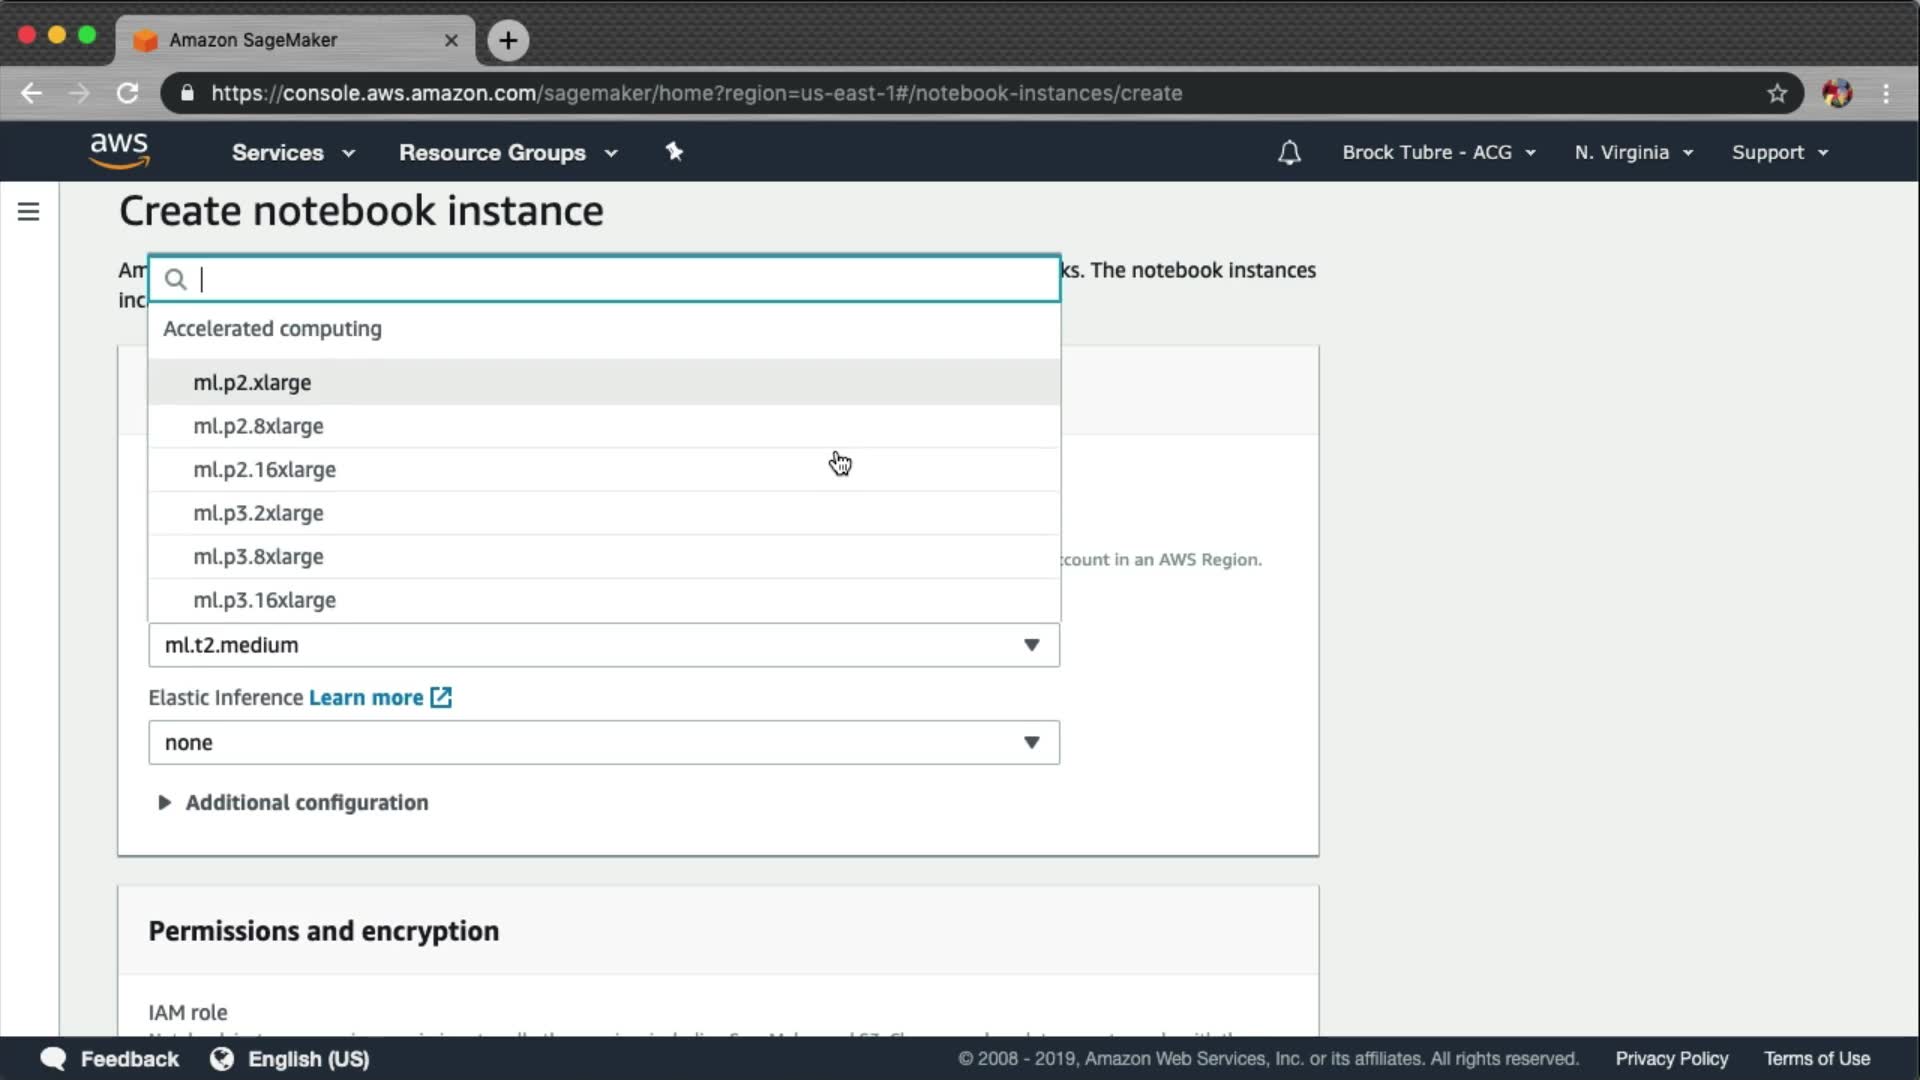 Amazon SageMaker
https://console.aws.amazon.com/sagemaker/home?region=us-east-1#/notebook-instances/create
aws Services Resource Groups Brock Tubre - ACG N. Virginia Support
Create notebook instance
Am ks. The notebook instances
inc
Accelerated computing
ml.p2.xlarge
ml.p2.8xlarge
ml.p2.16xlarge
ml.p3.2xlarge
ml.p3.8xlarge
count in an AWS Region.
ml.p3.16xlarge
ml.t2.medium
Elastic Inference Learn more
none
Additional configuration
Permissions and encryption
IAM role
Feedback English (US) © 2008 - 2019, Amazon Web Services, Inc. or its affiliates. All rights reserved. Privacy Policy Terms of Use